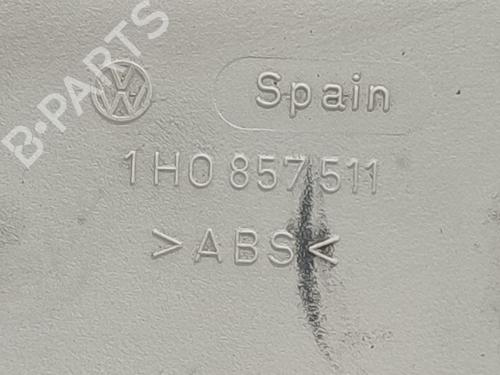 B-PARTS
Spain
1H0 857 511
>ABS<